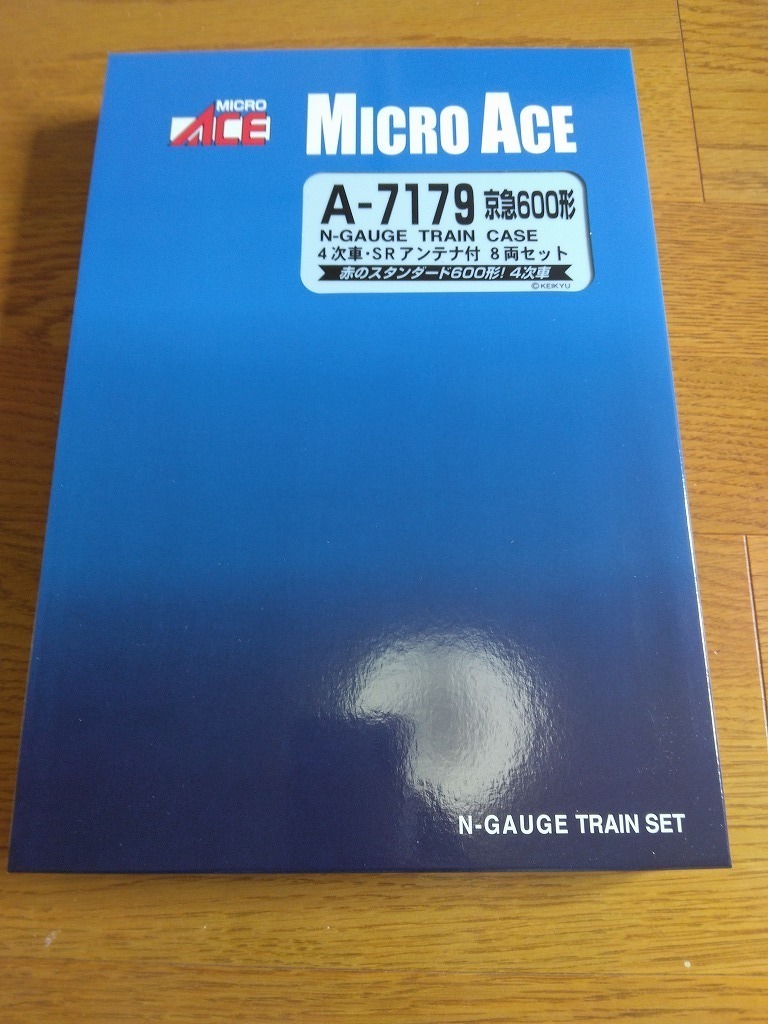 MICRO
ACE
MICRO ACE
A-7179 京急600形
N-GAUGE TRAIN CASE
4次車・SRアンテナ付 8両セット
赤のスタンダード600形! 4次車
©KEIKYU
N-GAUGE TRAIN SET